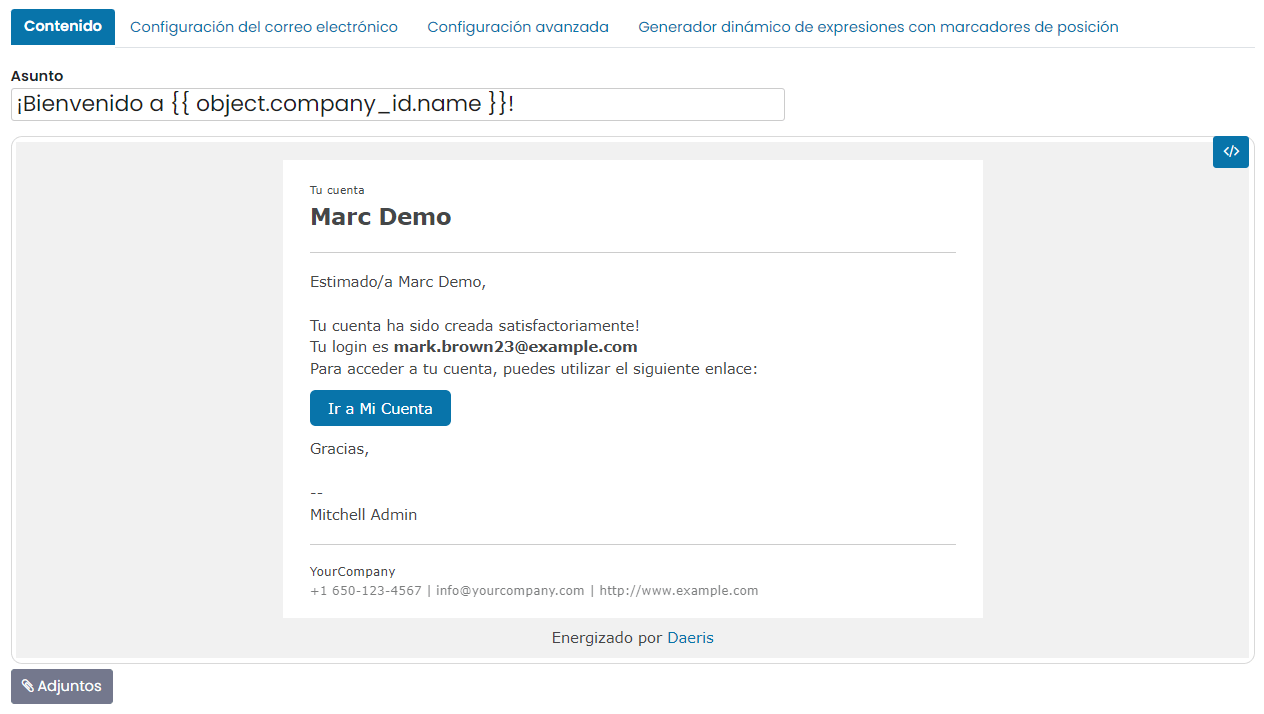 Contenido Configuración del correo electrónico Configuración avanzada Generador dinámico de expresiones con marcadores de posición
Asunto
¡Bienvenido a {{ object.company_id.name }}!
</>
Tu cuenta
Marc Demo
Estimado/a Marc Demo,
Tu cuenta ha sido creada satisfactoriamente!
Tu login es mark.brown23@example.com
Para acceder a tu cuenta, puedes utilizar el siguiente enlace:
Ir a Mi Cuenta
Gracias,
--
Mitchell Admin
YourCompany
+1 650-123-4567 | info@yourcompany.com | http://www.example.com
Energizado por Daeris
Adjuntos